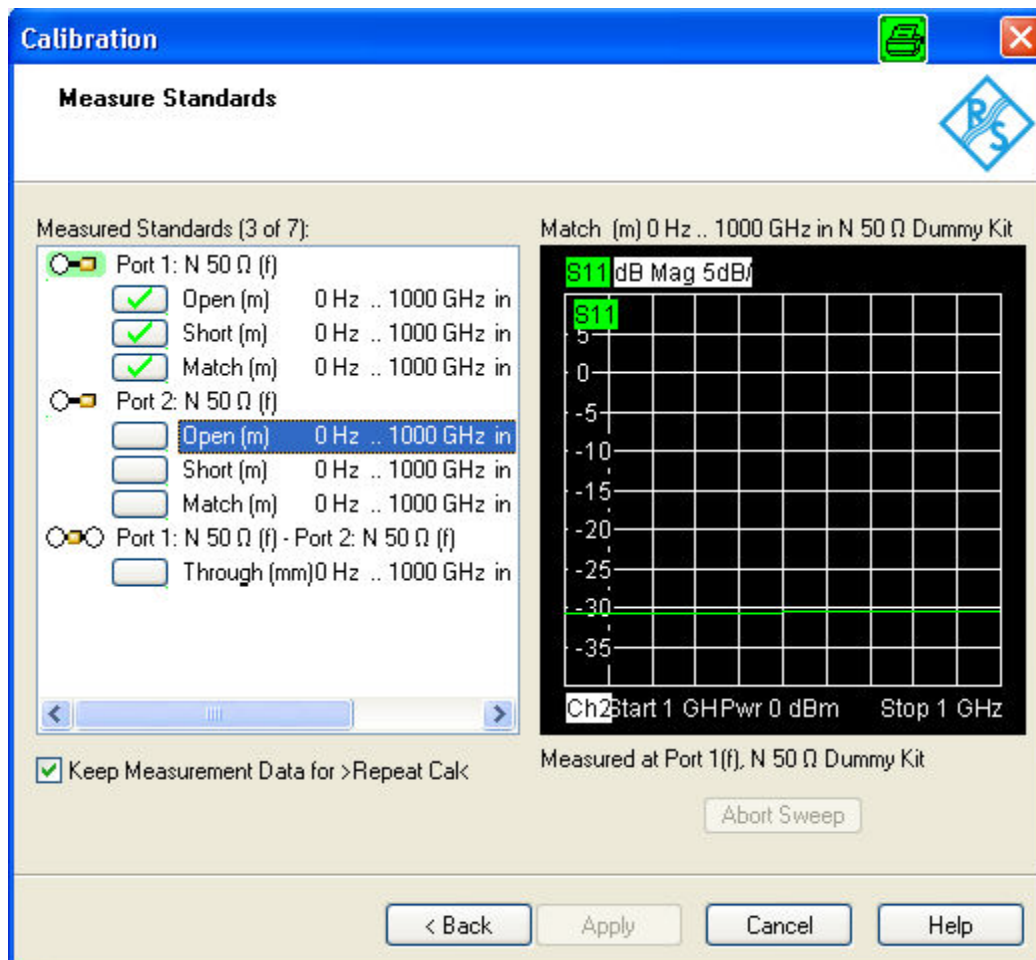 Calibration
Measure Standards
R S
Measured Standards (3 of 7):
Port 1: N 50 Ω (f)
Open (m) 0 Hz .. 1000 GHz in
Short (m) 0 Hz .. 1000 GHz in
Match (m) 0 Hz .. 1000 GHz in
Port 2: N 50 Ω (f)
Open (m) 0 Hz .. 1000 GHz in
Short (m) 0 Hz .. 1000 GHz in
Match (m) 0 Hz .. 1000 GHz in
Port 1: N 50 Ω (f) - Port 2: N 50 Ω (f)
Through (mm)0 Hz .. 1000 GHz in
Keep Measurement Data for >Repeat Cal<
Match (m) 0 Hz .. 1000 GHz in N 50 Ω Dummy Kit
S11 dB Mag 5dB/
S11
5
0
-5
-10
-15
-20
-25
-30
-35
Ch2 Start 1 GH Pwr 0 dBm Stop 1 GHz
Measured at Port 1(f), N 50 Ω Dummy Kit
Abort Sweep
< Back Apply Cancel Help